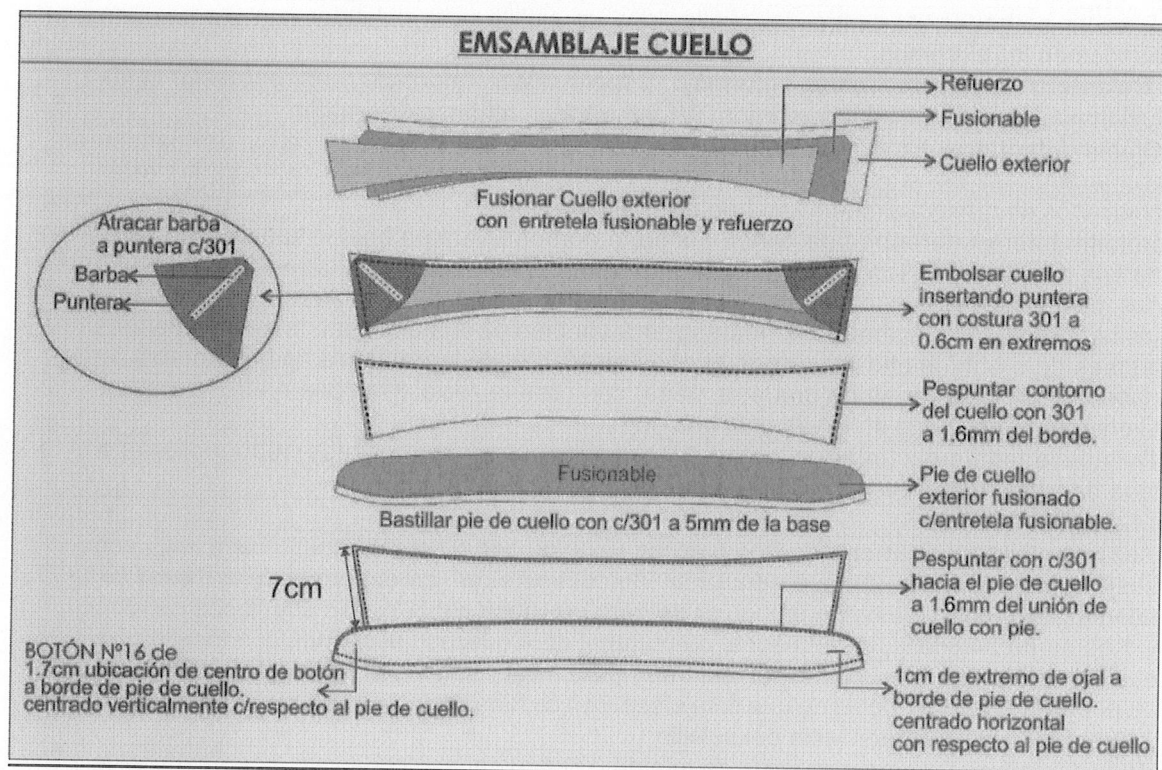 EMSAMBLAJE CUELLO
Refuerzo
Fusionable
Cuello exterior
Fusionar Cuello exterior
con entretela fusionable y refuerzo
Atracar barba
a puntera c/301
Barba
Puntera
Embolsar cuello
insertando puntera
con costura 301 a
0.6cm en extremos
Pespuntar contorno
del cuello con 301
a 1.6mm del borde.
Fusionable
Pie de cuello
exterior fusionado
c/entretela fusionable.
Bastillar pie de cuello con c/301 a 5mm de la base
7cm
Pespuntar con c/301
hacia el pie de cuello
a 1.6mm del unión de
cuello con pie.
BOTÓN Nº16 de
1.7cm ubicación de centro de botón
a borde de pie de cuello.
centrado verticalmente c/respecto al pie de cuello.
1cm de extremo de ojal a
borde de pie de cuello.
centrado horizontal
con respecto al pie de cuello